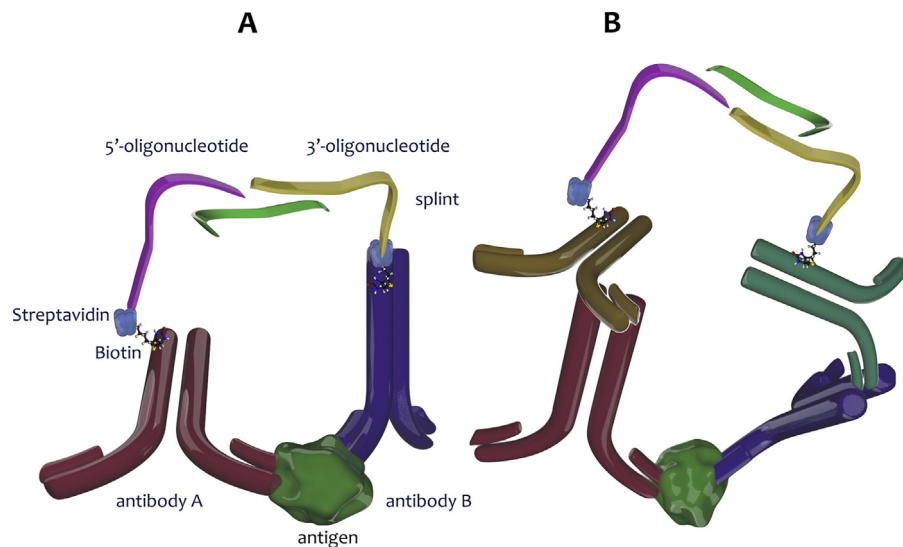 A
B
5'-oligonucleotide
3'-oligonucleotide
splint
Streptavidin
Biotin
antibody A
antibody B
antigen